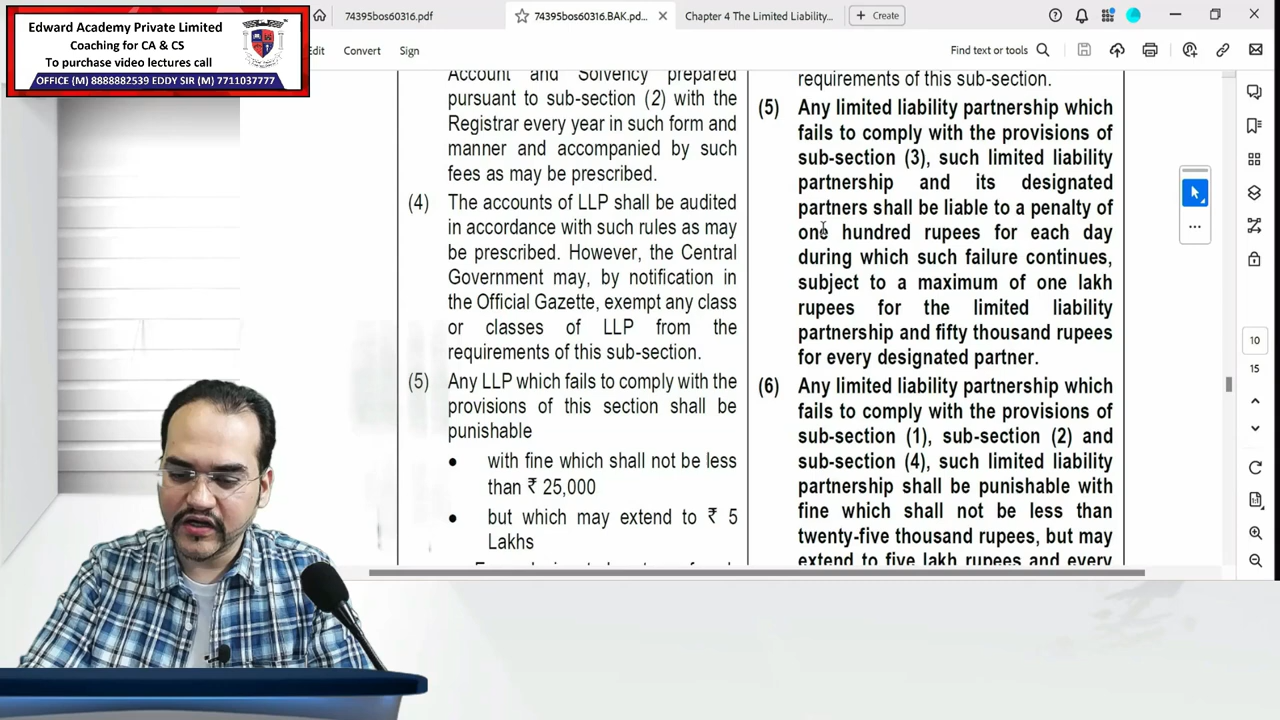 Edward Academy Private Limited
Coaching for CA & CS
To purchase video lectures call
OFFICE (M) 8888882539 EDDY SIR (M) 7711037777
74395bos60316.pdf
74395bos60316.BAK.pd...
Chapter 4 The Limited Liability...
Create
Edit
Convert
Sign
Find text or tools
Account and Solvency prepared
pursuant to sub-section (2) with the
Registrar every year in such form and
manner and accompanied by such
fees as may be prescribed.
(4) The accounts of LLP shall be audited
in accordance with such rules as may
be prescribed. However, the Central
Government may, by notification in
the Official Gazette, exempt any class
or classes of LLP from the
requirements of this sub-section.
(5) Any LLP which fails to comply with the
provisions of this section shall be
punishable
• with fine which shall not be less
than ₹ 25,000
• but which may extend to ₹ 5
Lakhs
requirements of this sub-section.
(5) Any limited liability partnership which
fails to comply with the provisions of
sub-section (3), such limited liability
partnership and its designated
partners shall be liable to a penalty of
one hundred rupees for each day
during which such failure continues,
subject to a maximum of one lakh
rupees for the limited liability
partnership and fifty thousand rupees
for every designated partner.
(6) Any limited liability partnership which
fails to comply with the provisions of
sub-section (1), sub-section (2) and
sub-section (4), such limited liability
partnership shall be punishable with
fine which shall not be less than
twenty-five thousand rupees, but may
extend to five lakh rupees and every
10
15